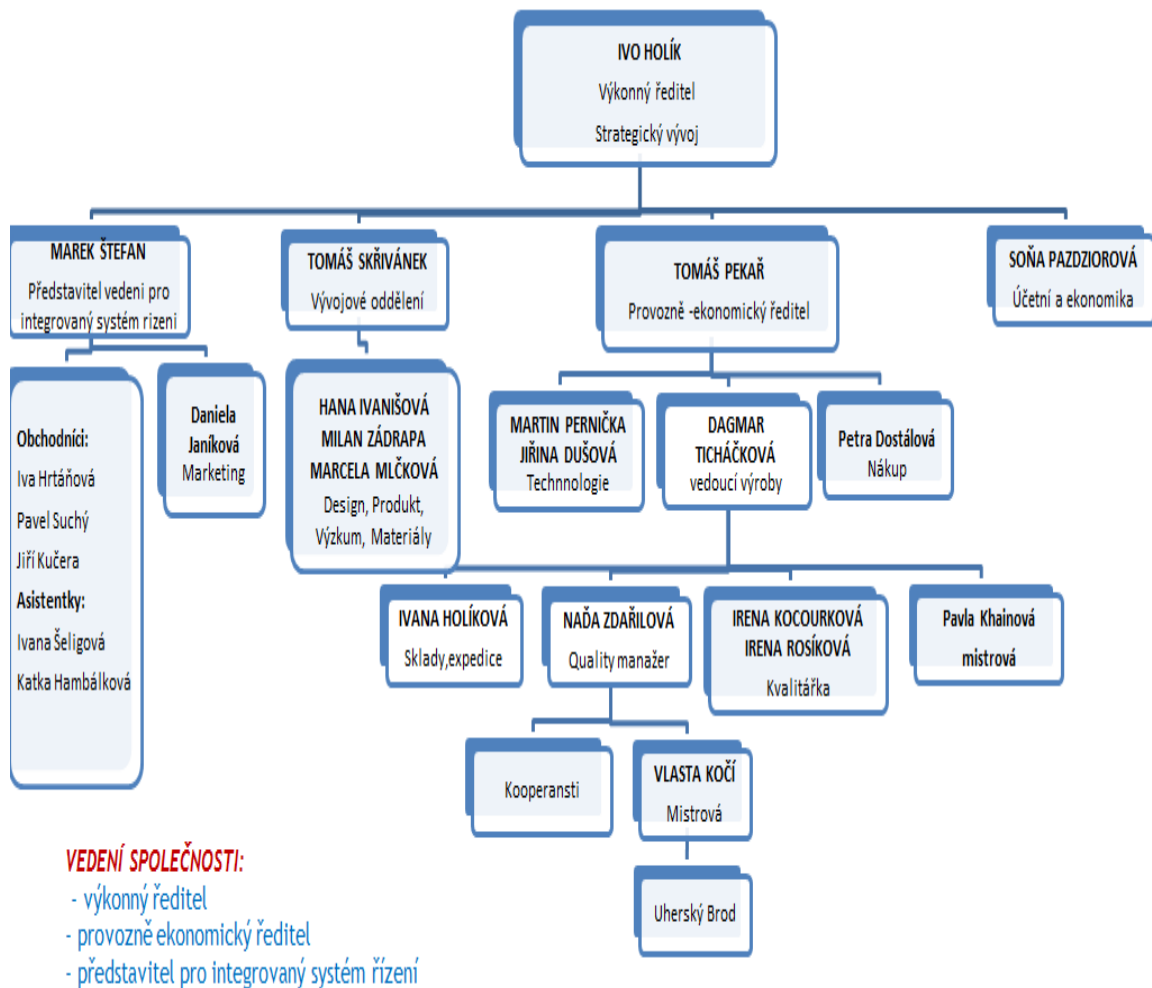 IVO HOLÍK
Výkonný ředitel
Strategický vývoj
MAREK ŠTEFAN
Představitel vedeni pro
integrovaný systém rizeni
TOMÁŠ SKŘIVÁNEK
Vývojové oddělení
TOMÁŠ PEKAŘ
Provozně -ekonomický ředitel
SOŇA PAZDZIOROVÁ
Účetní a ekonomika
Obchodníci:
Iva Hrtáňová
Pavel Suchý
Jiří Kučera
Asistentky:
Ivana Šeligová
Katka Hambálková
Daniela
Janíková
Marketing
HANA IVANIŠOVÁ
MILAN ZÁDRAPA
MARCELA MLČKOVÁ
Design, Produkt,
Výzkum, Materiály
MARTIN PERNIČKA
JIŘINA DUŠOVÁ
Technnologie
DAGMAR
TICHÁČKOVÁ
vedoucí výroby
Petra Dostálová
Nákup
IVANA HOLÍKOVÁ
Sklady,expedice
NAĎA ZDAŘILOVÁ
Quality manažer
IRENA KOCOURKOVÁ
IRENA ROSÍKOVÁ
Kvalitářka
Pavla Khainová
mistrová
Kooperansti
VLASTA KOČÍ
Mistrová
Uherský Brod
VEDENÍ SPOLEČNOSTI:
- výkonný ředitel
- provozně ekonomický ředitel
- představitel pro integrovaný systém řízení